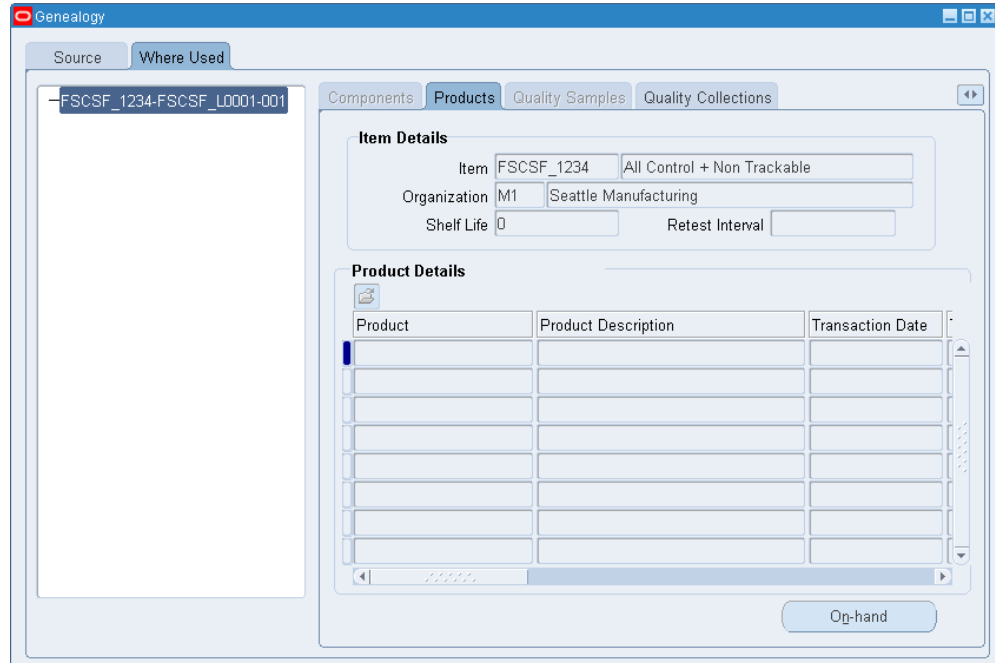 Genealogy
Source Where Used
FSCSF_1234-FSCSF_L0001-001
Components Products Quality Samples Quality Collections
Item Details
Item FSCSF_1234 All Control + Non Trackable
Organization M1 Seattle Manufacturing
Shelf Life 0 Retest Interval
Product Details
Product Product Description Transaction Date
On-hand